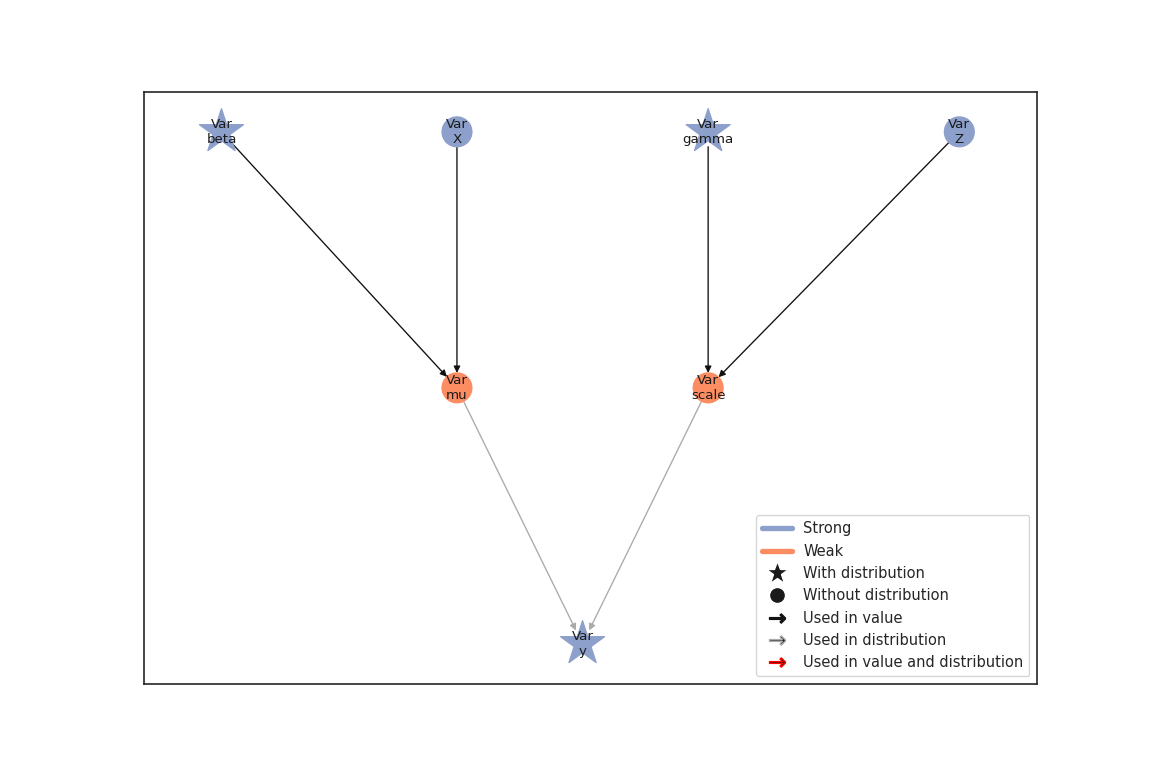 Var
beta
Var
X
Var
gamma
Var
Z
Var
mu
Var
scale
Var
y
Strong
Weak
With distribution
Without distribution
Used in value
Used in distribution
Used in value and distribution